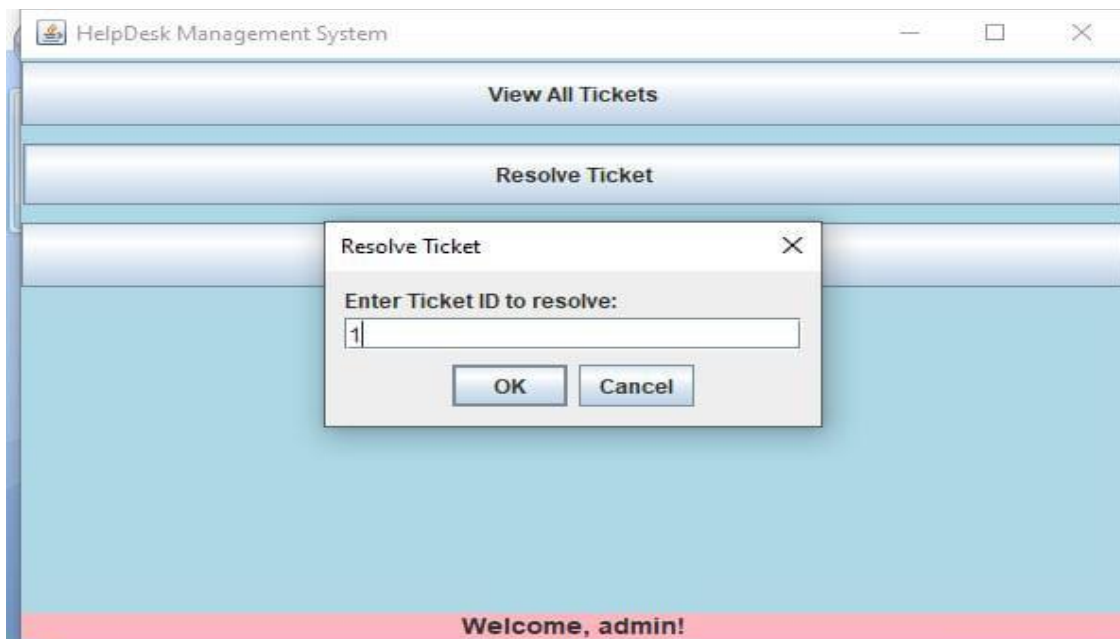 HelpDesk Management System
View All Tickets
Resolve Ticket
Resolve Ticket
Enter Ticket ID to resolve:
1
OK Cancel
Welcome, admin!